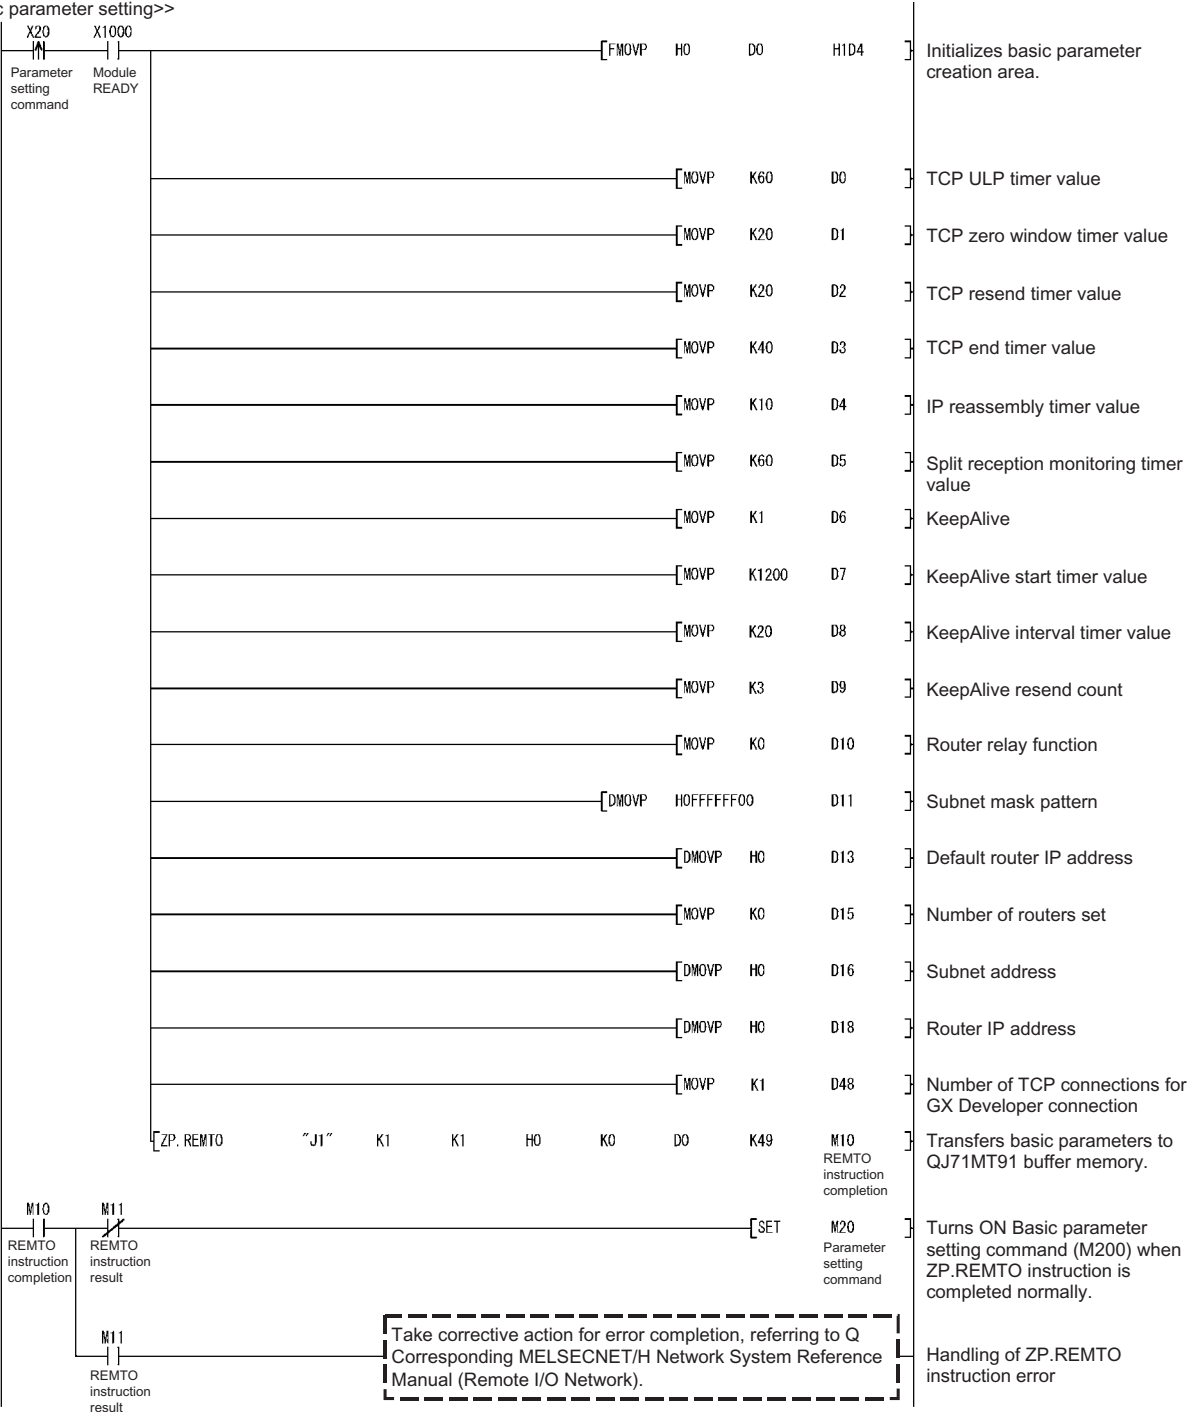 c parameter setting>>
X20 X1000
[FMOVP H0 D0 H1D4 ] Initializes basic parameter
creation area.
Parameter
setting
command
Module
READY
[MOVP K60 D0 ] TCP ULP timer value
[MOVP K20 D1 ] TCP zero window timer value
[MOVP K20 D2 ] TCP resend timer value
[MOVP K40 D3 ] TCP end timer value
[MOVP K10 D4 ] IP reassembly timer value
[MOVP K60 D5 ] Split reception monitoring timer
value
[MOVP K1 D6 ] KeepAlive
[MOVP K1200 D7 ] KeepAlive start timer value
[MOVP K20 D8 ] KeepAlive interval timer value
[MOVP K3 D9 ] KeepAlive resend count
[MOVP K0 D10 ] Router relay function
[DMOVP H0FFFFFF00 D11 ] Subnet mask pattern
[DMOVP H0 D13 ] Default router IP address
[MOVP K0 D15 ] Number of routers set
[DMOVP H0 D16 ] Subnet address
[DMOVP H0 D18 ] Router IP address
[MOVP K1 D48 ] Number of TCP connections for
GX Developer connection
[ZP.REMTO "J1" K1 K1 H0 K0 D0 K49 M10 ] Transfers basic parameters to
QJ71MT91 buffer memory.
REMTO
instruction
completion
M10 M11
[SET M20 ] Turns ON Basic parameter
setting command (M200) when
ZP.REMTO instruction is
completed normally.
REMTO
instruction
completion
REMTO
instruction
result
Parameter
setting
command
M11
REMTO
instruction
result
Take corrective action for error completion, referring to Q
Corresponding MELSECNET/H Network System Reference
Manual (Remote I/O Network).
Handling of ZP.REMTO
instruction error